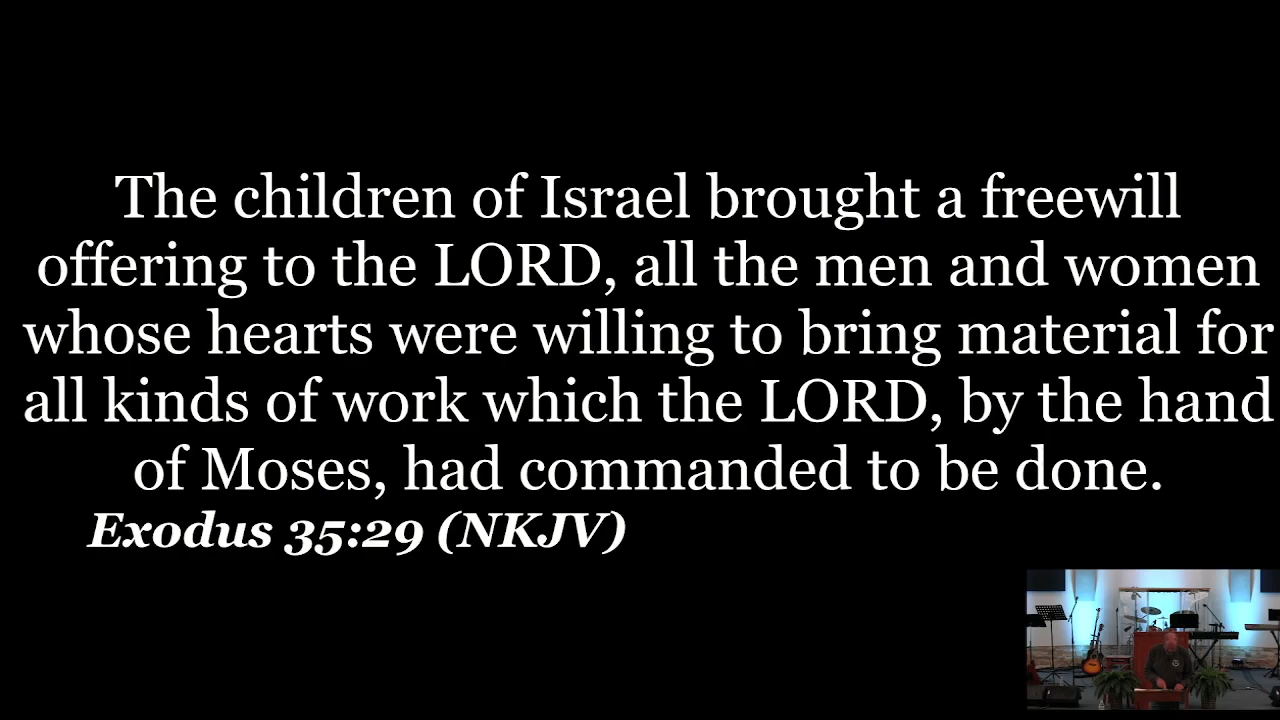 The children of Israel brought a freewill
offering to the LORD, all the men and women
whose hearts were willing to bring material for
all kinds of work which the LORD, by the hand
of Moses, had commanded to be done.
Exodus 35:29 (NKJV)